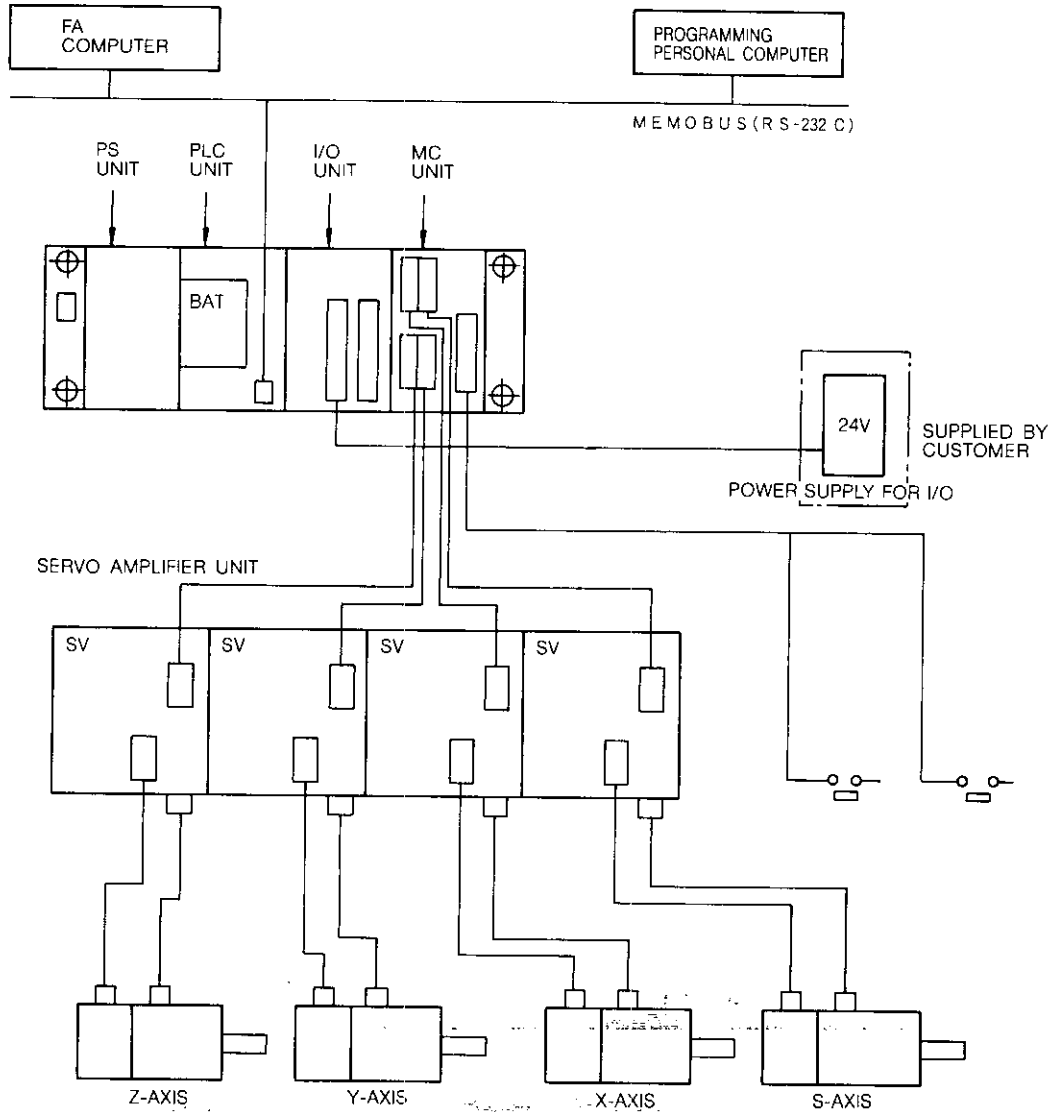 FA
COMPUTER
PROGRAMMING
PERSONAL COMPUTER
MEMOBUS (RS-232 C)
PS
UNIT
PLC
UNIT
I/O
UNIT
MC
UNIT
BAT
24V
SUPPLIED BY
CUSTOMER
POWER SUPPLY FOR I/O
SERVO AMPLIFIER UNIT
SV
SV
SV
SV
Z-AXIS
Y-AXIS
X-AXIS
S-AXIS